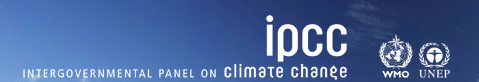 ipcc
INTERGOVERNMENTAL PANEL ON climate change
WMO UNEP